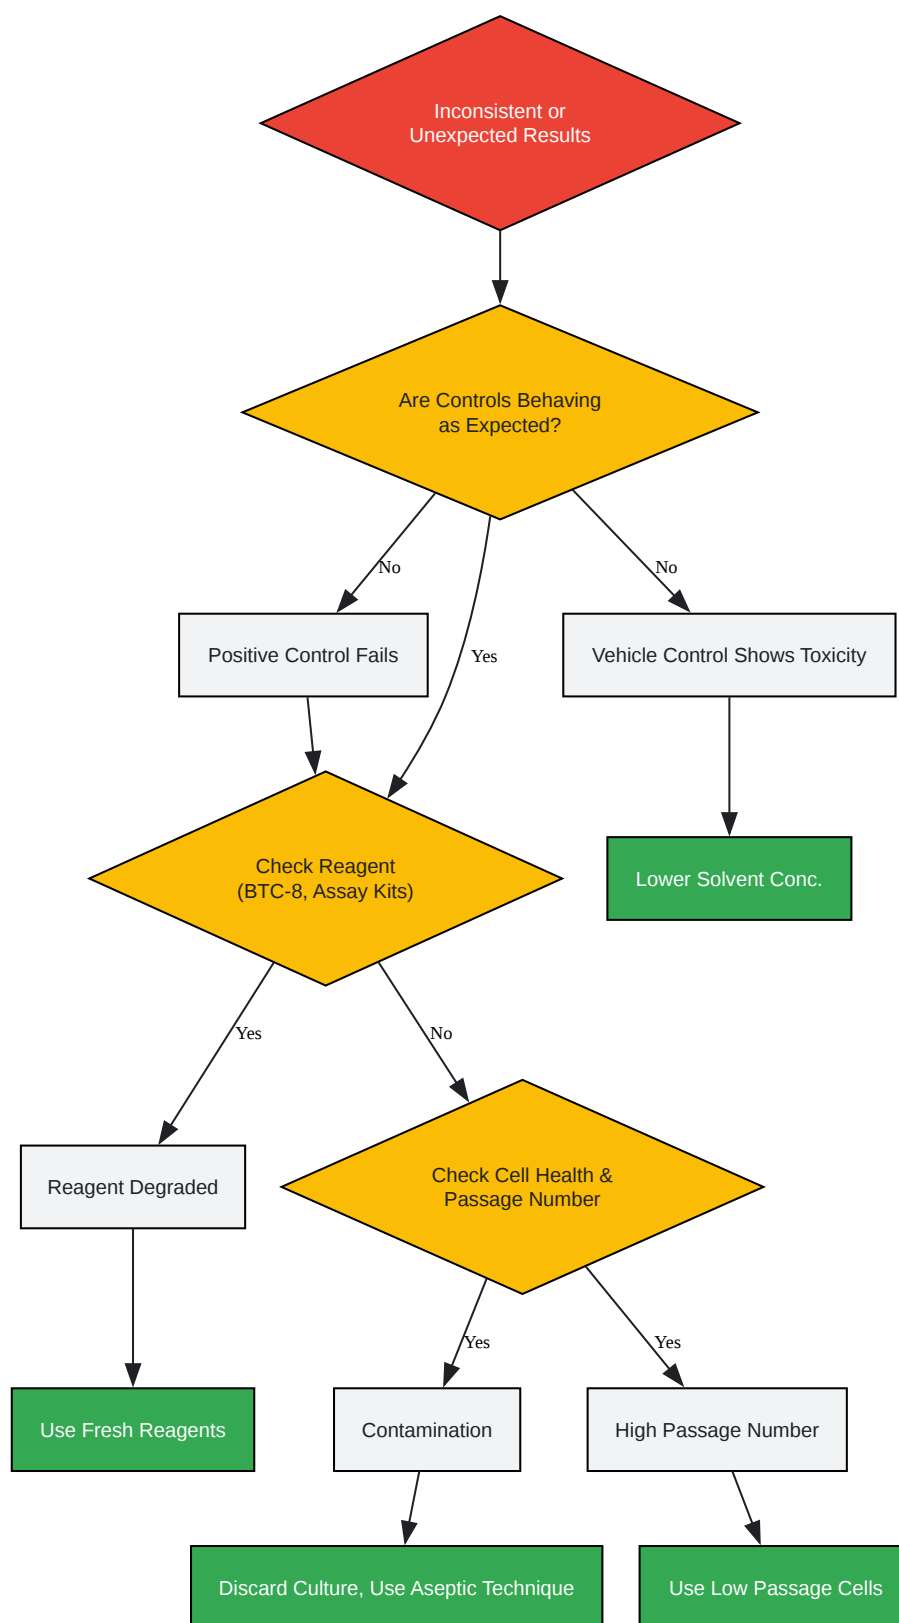 Inconsistent or
Unexpected Results
Are Controls Behaving
as Expected?
No
No
Positive Control Fails
Yes
Vehicle Control Shows Toxicity
Check Reagent
(BTC-8, Assay Kits)
Lower Solvent Conc.
Yes
No
Reagent Degraded
Check Cell Health &
Passage Number
Yes
Yes
Use Fresh Reagents
Contamination
High Passage Number
Discard Culture, Use Aseptic Technique
Use Low Passage Cells